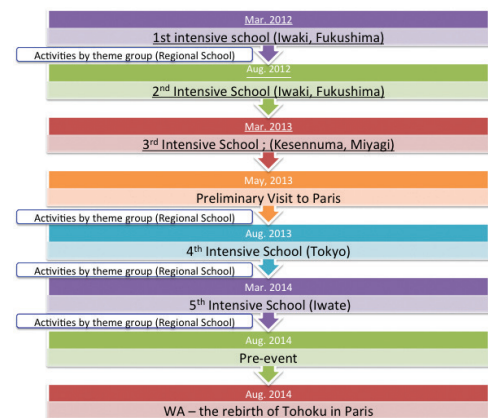 Mar. 2012
1st intensive school (Iwaki, Fukushima)
Activities by theme group (Regional School)
Aug. 2012
2nd Intensive School (Iwaki, Fukushima)
Mar. 2013
3rd Intensive School ; (Kesennuma, Miyagi)
May, 2013
Preliminary Visit to Paris
Activities by theme group (Regional School)
Aug. 2013
4th Intensive School (Tokyo)
Activities by theme group (Regional School)
Mar. 2014
5th Intensive School (Iwate)
Activities by theme group (Regional School)
Aug. 2014
Pre-event
Aug. 2014
WA – the rebirth of Tohoku in Paris